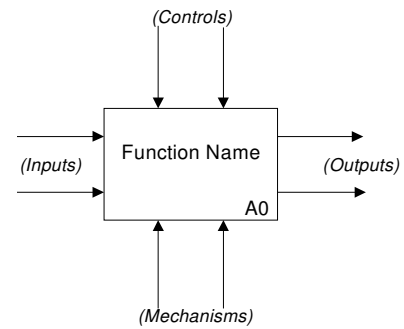 (Controls)
Function Name
(Inputs)
(Outputs)
A0
(Mechanisms)